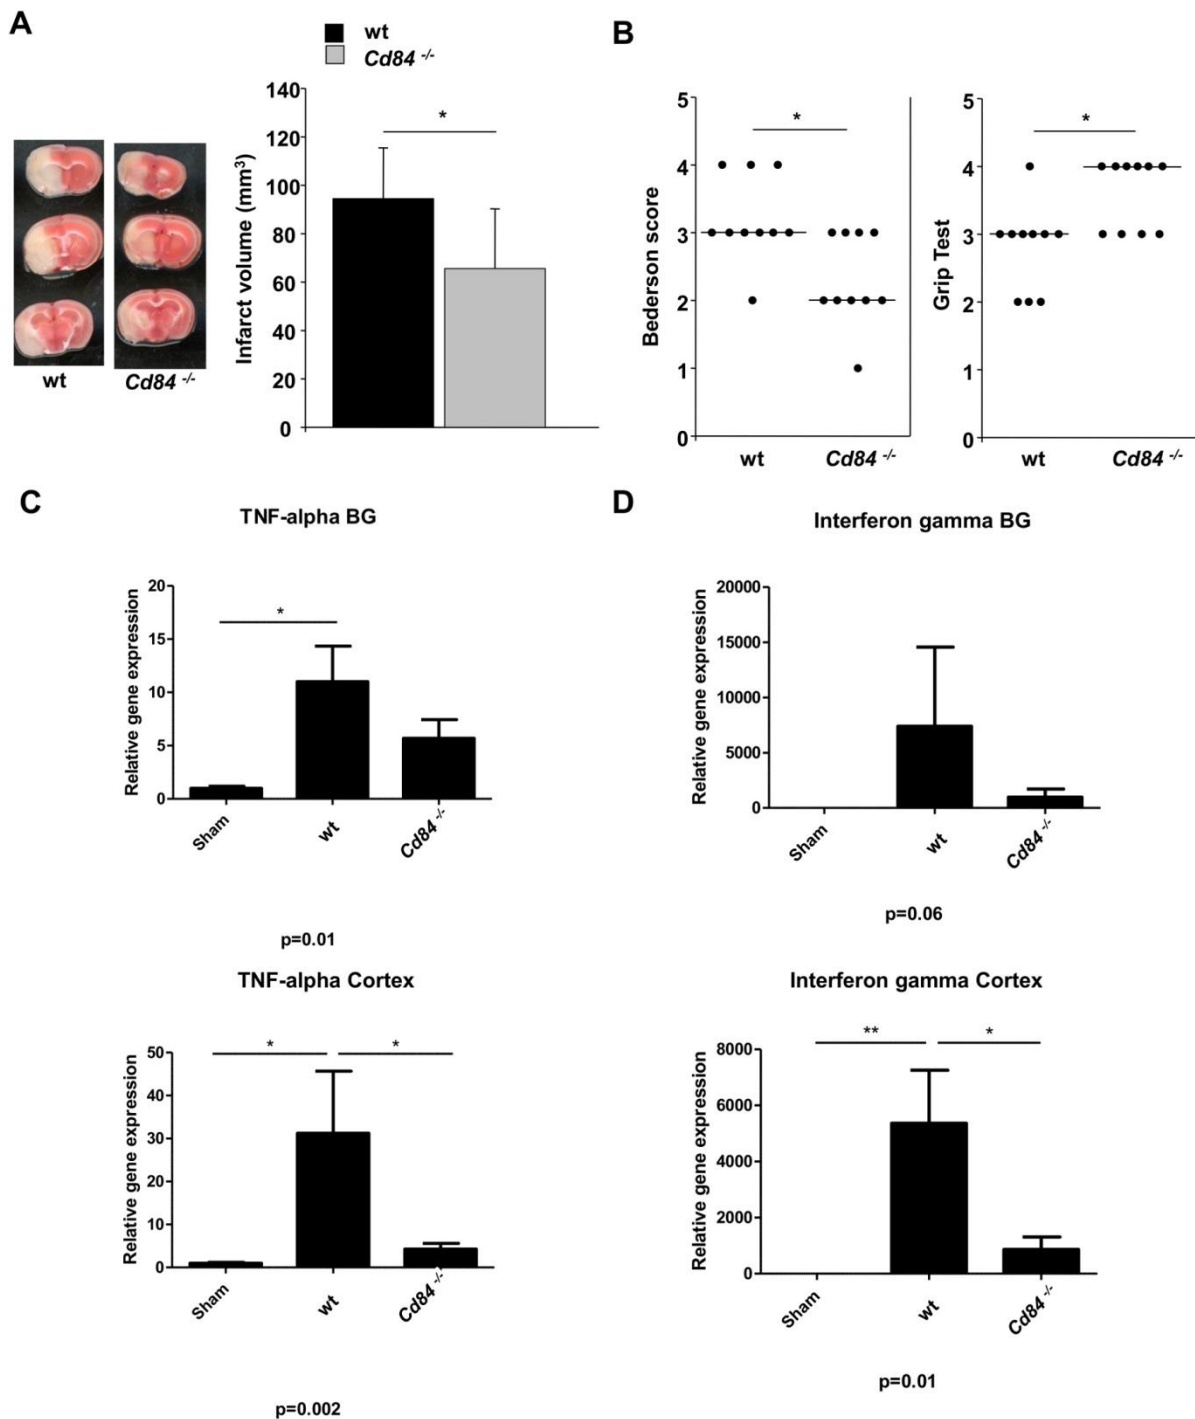 A
wt
Cd84 -/-
Infarct volume (mm3)
140
120
100
80
60
40
20
0
*
wt
Cd84 -/-
B
Bederson score
5
4
3
2
1
0
*
wt
Cd84 -/-
Grip Test
5
4
3
2
1
0
*
wt
Cd84 -/-
C
TNF-alpha BG
Relative gene expression
20
15
10
5
0
*
Sham
wt
Cd84 -/-
p=0.01
TNF-alpha Cortex
Relative gene expression
50
40
30
20
10
0
*
*
Sham
wt
Cd84 -/-
p=0.002
D
Interferon gamma BG
Relative gene expression
20000
15000
10000
5000
0
Sham
wt
Cd84 -/-
p=0.06
Interferon gamma Cortex
Relative gene expression
8000
6000
4000
2000
0
**
*
Sham
wt
Cd84 -/-
p=0.01